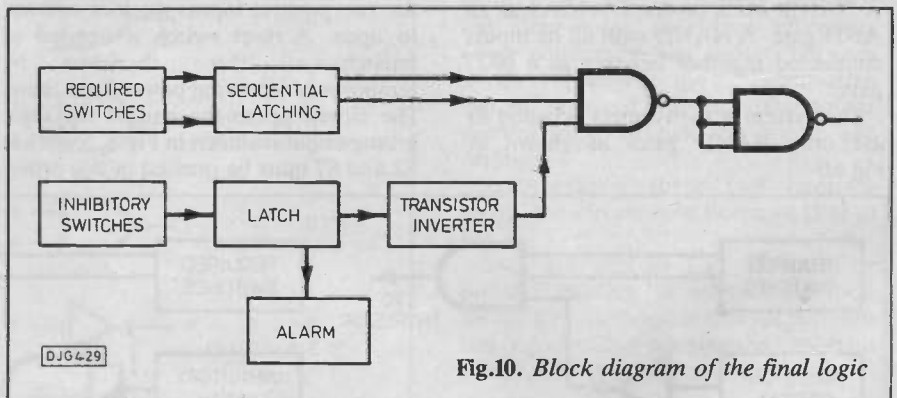 REQUIRED
SWITCHES
SEQUENTIAL
LATCHING
INHIBITORY
SWITCHES
LATCH
TRANSISTOR
INVERTER
ALARM
DJG429
Fig.10. Block diagram of the final logic